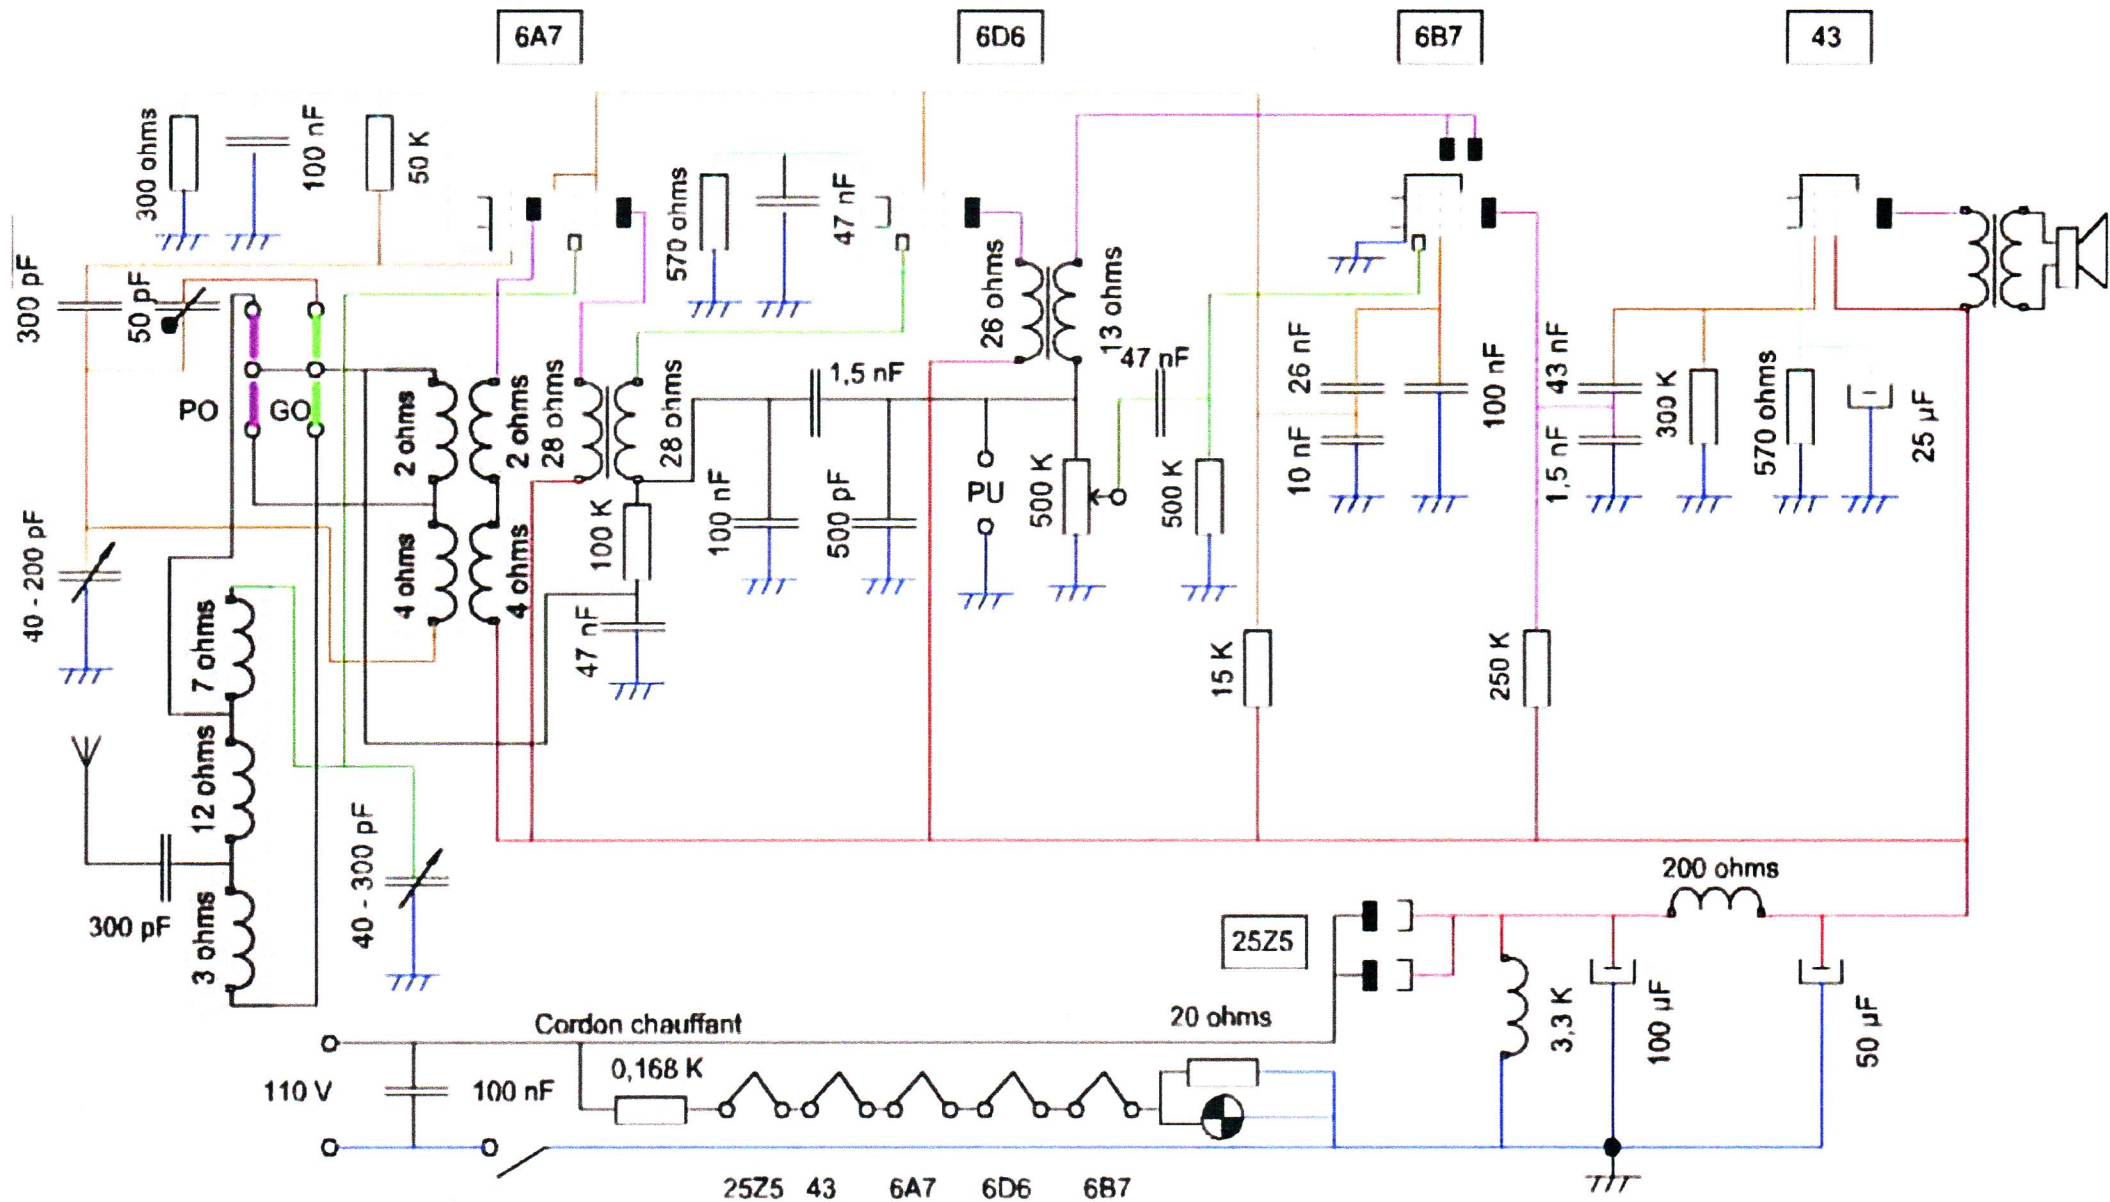 6A7
6D6
6B7
43
300 ohms
100 nF
50 K
570 ohms
47 nF
300 pF
50 pF
26 ohms
13 ohms
47 nF
26 nF
100 nF
43 nF
300 K
570 ohms
25 µF
PO
GO
2 ohms
2 ohms
28 ohms
28 ohms
1,5 nF
40 - 200 pF
4 ohms
4 ohms
100 K
100 nF
500 pF
PU
500 K
500 K
10 nF
1,5 nF
7 ohms
47 nF
15 K
250 K
12 ohms
300 pF
3 ohms
40 - 300 pF
200 ohms
25Z5
3,3 K
100 µF
50 µF
Cordon chauffant
20 ohms
110 V
100 nF
0,168 K
25Z5 43 6A7 6D6 6B7